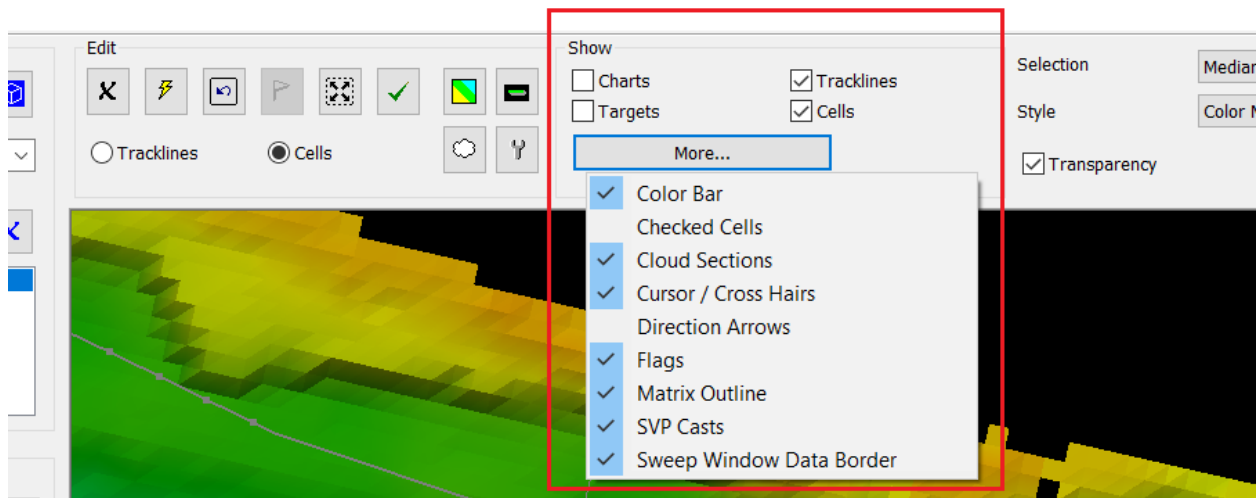 Edit
Tracklines
Cells
Show
Charts
Tracklines
Targets
Cells
More...
Color Bar
Checked Cells
Cloud Sections
Cursor / Cross Hairs
Direction Arrows
Flags
Matrix Outline
SVP Casts
Sweep Window Data Border
Selection
Median
Style
Color
Transparency